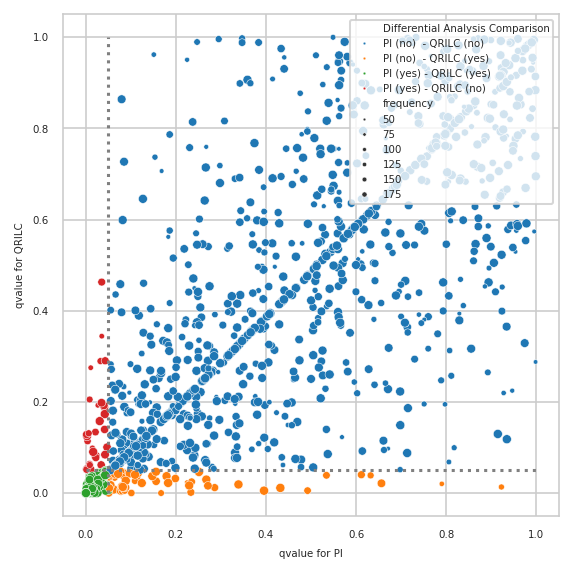 Differential Analysis Comparison
PI (no)  - QRILC (no)
PI (no)  - QRILC (yes)
PI (yes) - QRILC (yes)
PI (yes) - QRILC (no)
frequency
50
75
100
125
150
175
1.0
0.8
0.6
0.4
0.2
0.0
qvalue for QRILC
0.0 0.2 0.4 0.6 0.8 1.0
qvalue for PI